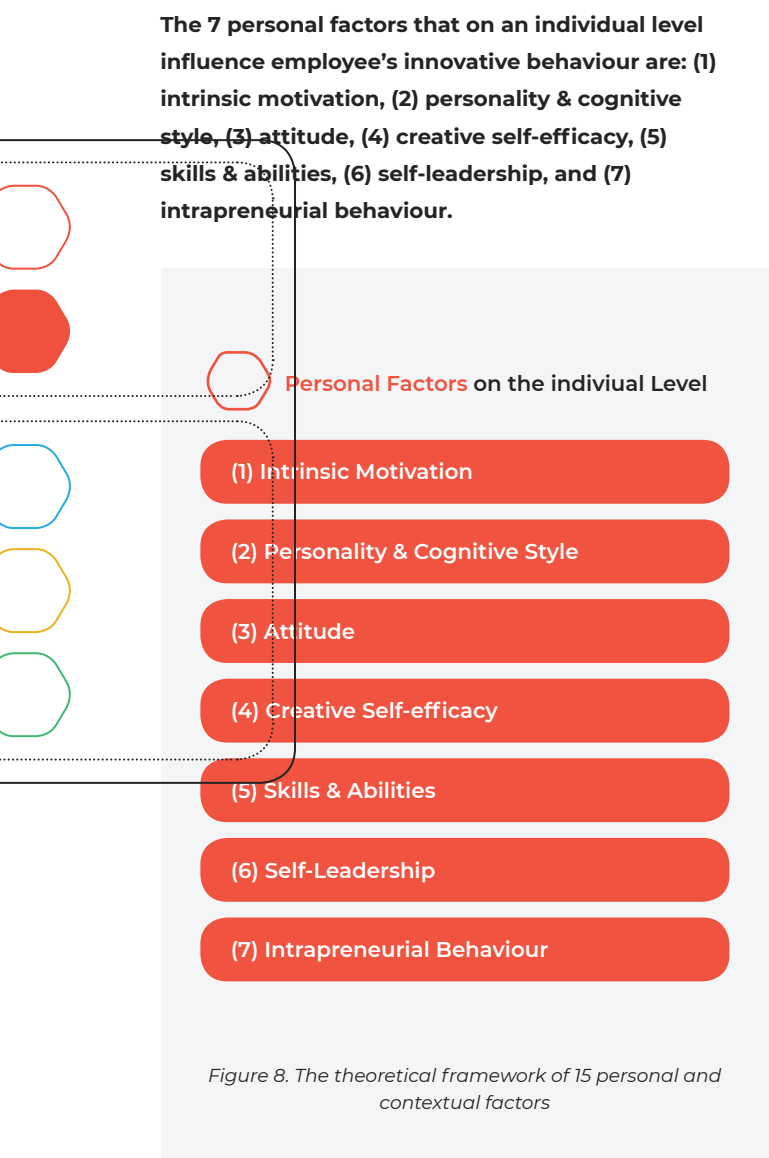 The 7 personal factors that on an individual level
influence employee’s innovative behaviour are: (1)
intrinsic motivation, (2) personality & cognitive
style, (3) attitude, (4) creative self-efficacy, (5)
skills & abilities, (6) self-leadership, and (7)
intrapreneurial behaviour.
Personal Factors on the indiviual Level
(1) Intrinsic Motivation
(2) Personality & Cognitive Style
(3) Attitude
(4) Creative Self-efficacy
(5) Skills & Abilities
(6) Self-Leadership
(7) Intrapreneurial Behaviour
Figure 8. The theoretical framework of 15 personal and
contextual factors